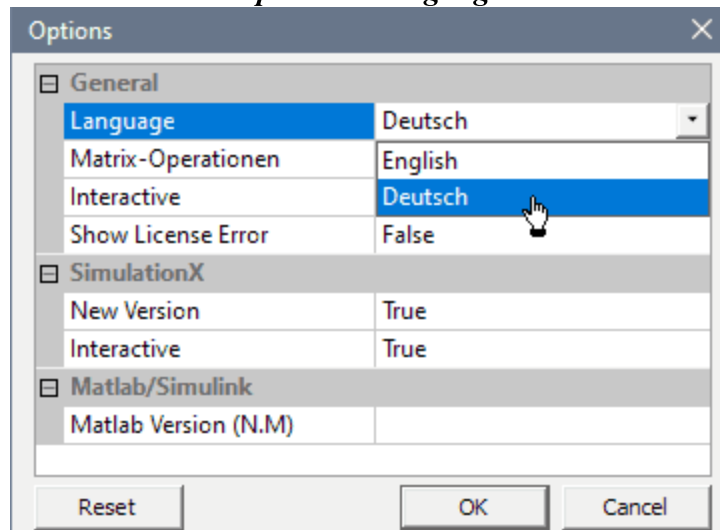 Options
General
Language Deutsch
Matrix-Operationen English
Interactive Deutsch
Show License Error False
SimulationX
New Version True
Interactive True
Matlab/Simulink
Matlab Version (N.M)
Reset OK Cancel